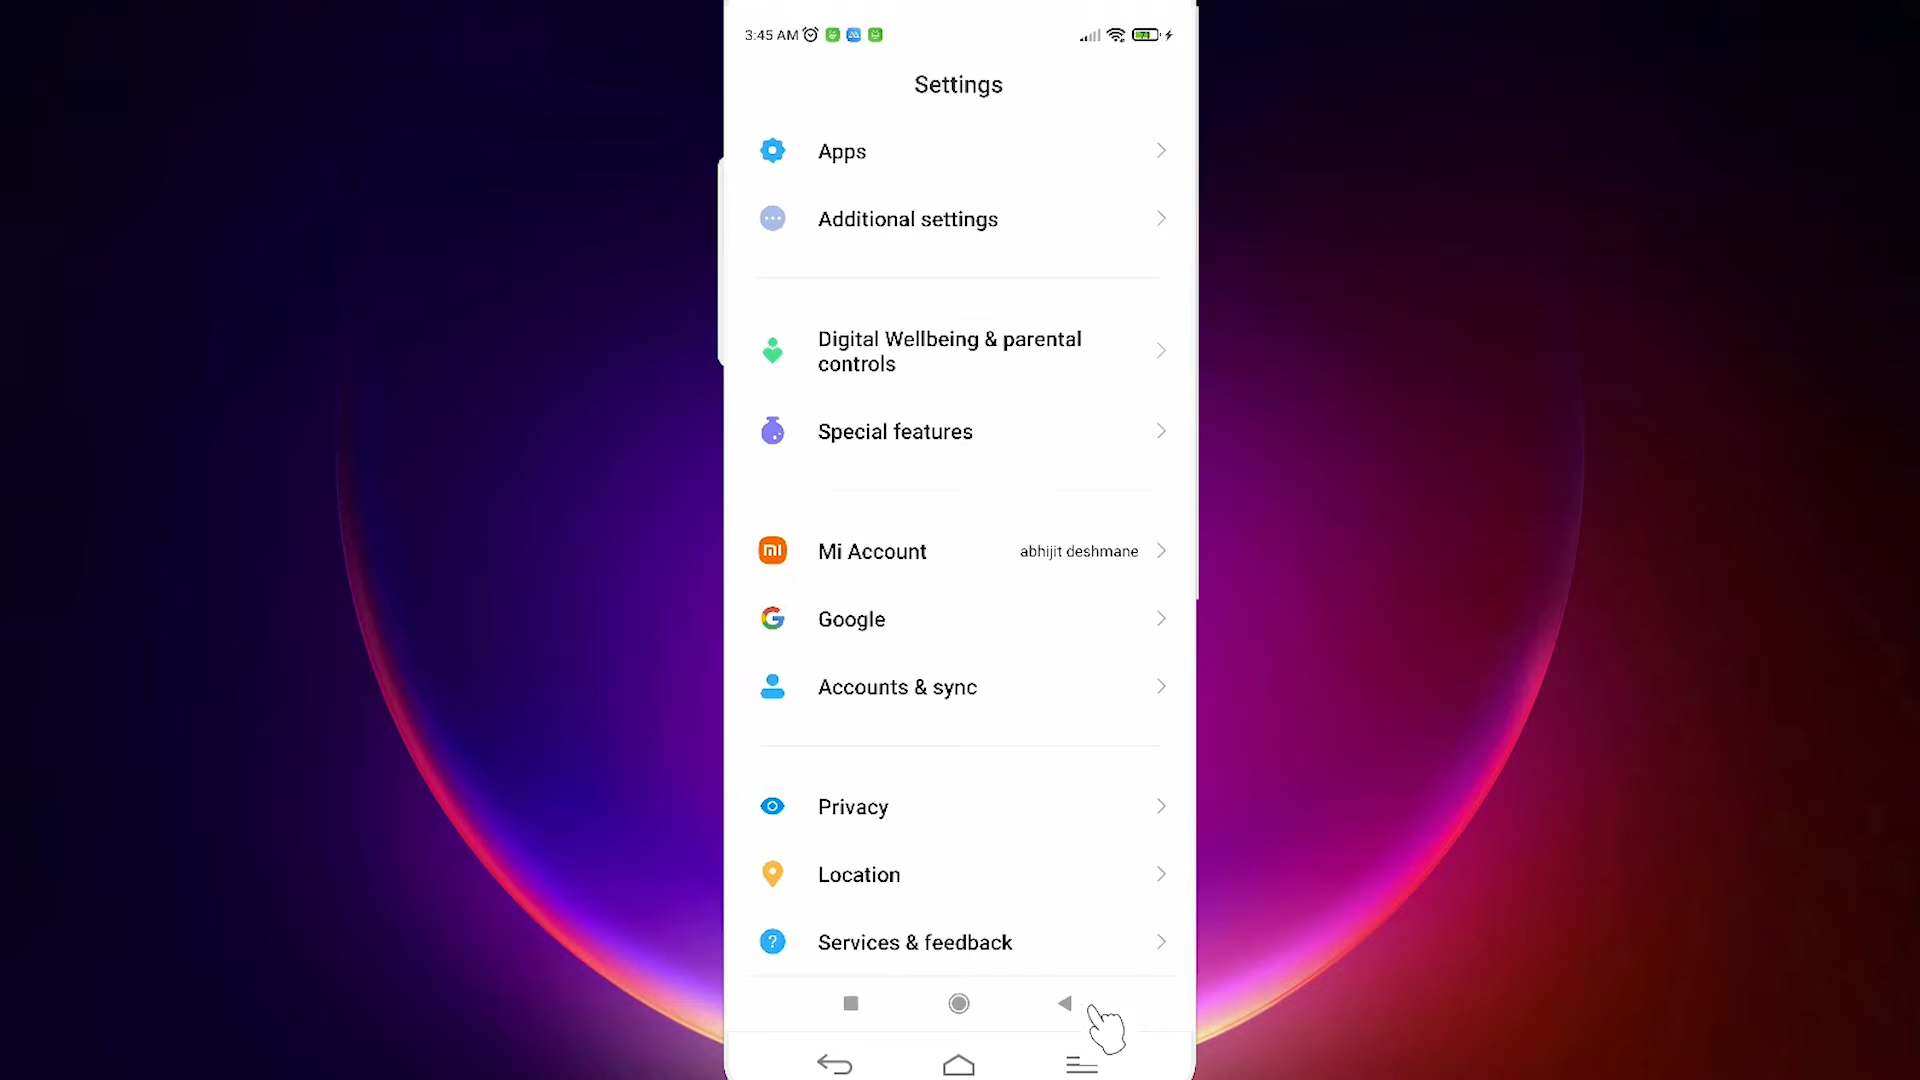 3:45 AM
71
Settings
Apps
Additional settings
Digital Wellbeing & parental
controls
Special features
Mi Account abhijit deshmane
Google
Accounts & sync
Privacy
Location
Services & feedback